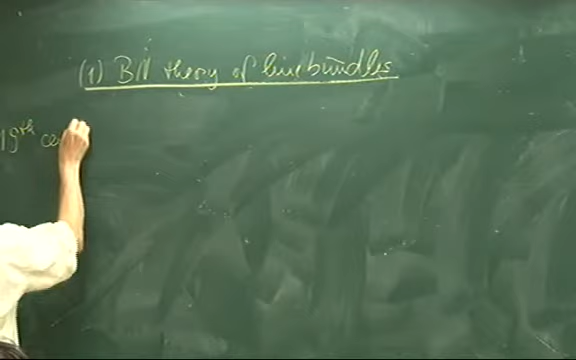 (1) BN theory of line bundles
19th ce